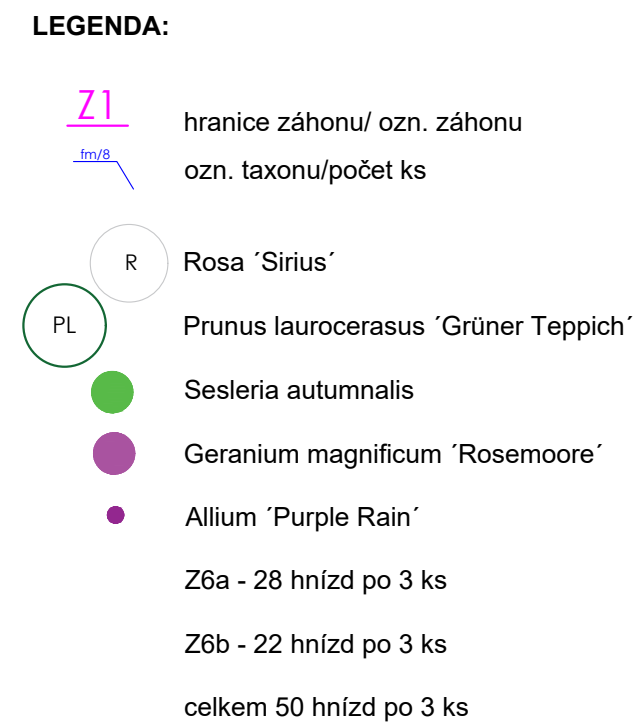 LEGENDA:
Z1 hranice záhonu/ ozn. záhonu
fm/8 ozn. taxonu/počet ks
R Rosa ´Sirius´
PL Prunus laurocerasus ´Grüner Teppich´
Sesleria autumnalis
Geranium magnificum ´Rosemoore´
Allium ´Purple Rain´
Z6a - 28 hnízd po 3 ks
Z6b - 22 hnízd po 3 ks
celkem 50 hnízd po 3 ks